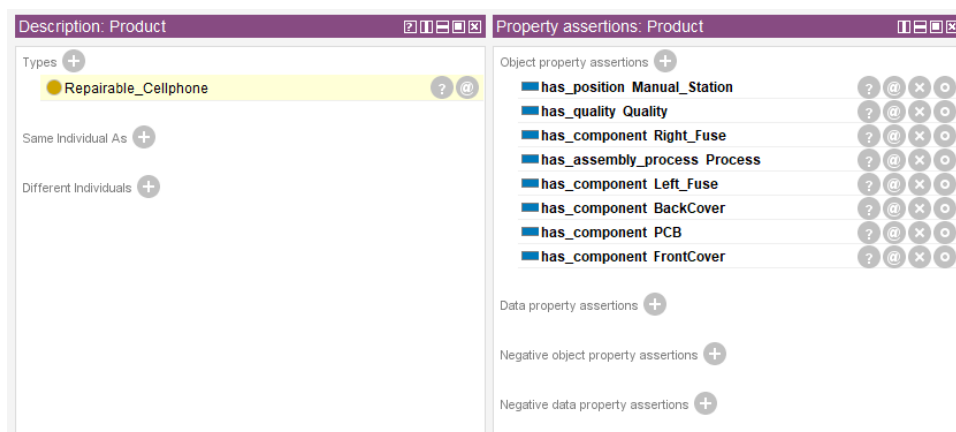 Description: Product
Types
Repairable_Cellphone
Same Individual As
Different Individuals
Property assertions: Product
Object property assertions
has_position Manual_Station
has_quality Quality
has_component Right_Fuse
has_assembly_process Process
has_component Left_Fuse
has_component BackCover
has_component PCB
has_component FrontCover
Data property assertions
Negative object property assertions
Negative data property assertions